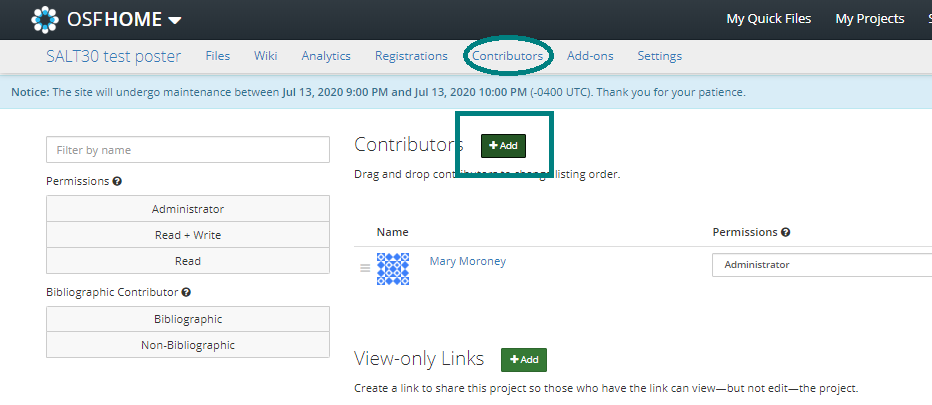 OSFHOME My Quick Files My Projects
SALT30 test poster Files Wiki Analytics Registrations Contributors Add-ons Settings
Notice: The site will undergo maintenance between Jul 13, 2020 9:00 PM and Jul 13, 2020 10:00 PM (-0400 UTC). Thank you for your patience.
Contributors + Add
Drag and drop contributors to change listing order.
Filter by name
Permissions ?
Administrator
Read + Write
Read
Bibliographic Contributor ?
Bibliographic
Non-Bibliographic
Name Permissions ?
Mary Moroney Administrator
View-only Links + Add
Create a link to share this project so those who have the link can view—but not edit—the project.